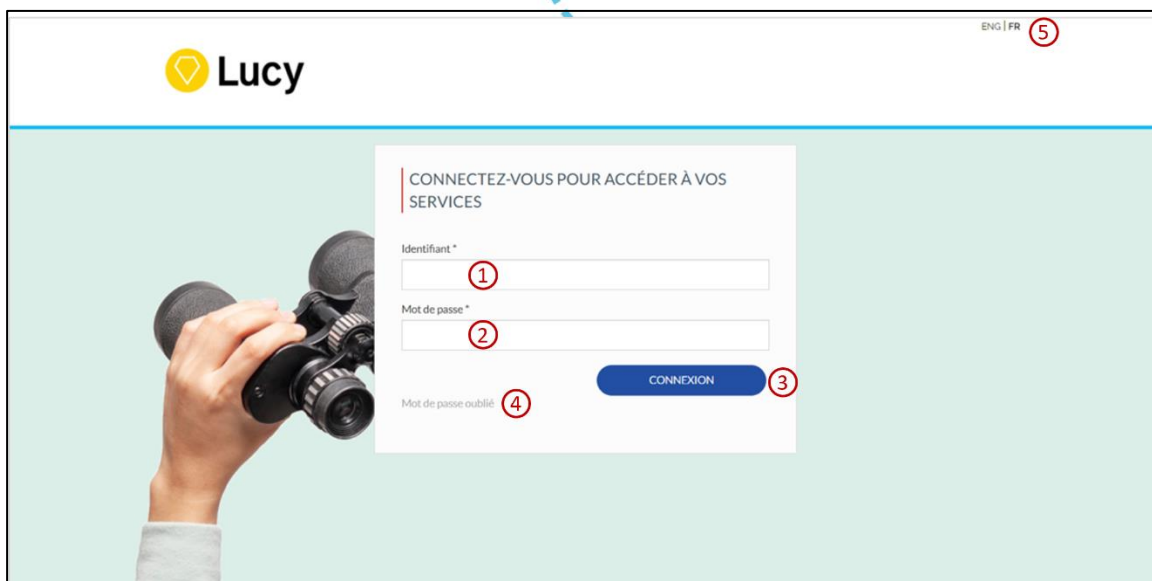 ENG | FR 5
Lucy
CONNECTEZ-VOUS POUR ACCÉDER À VOS
SERVICES
Identifiant *
1
Mot de passe *
2
CONNEXION 3
Mot de passe oublié 4